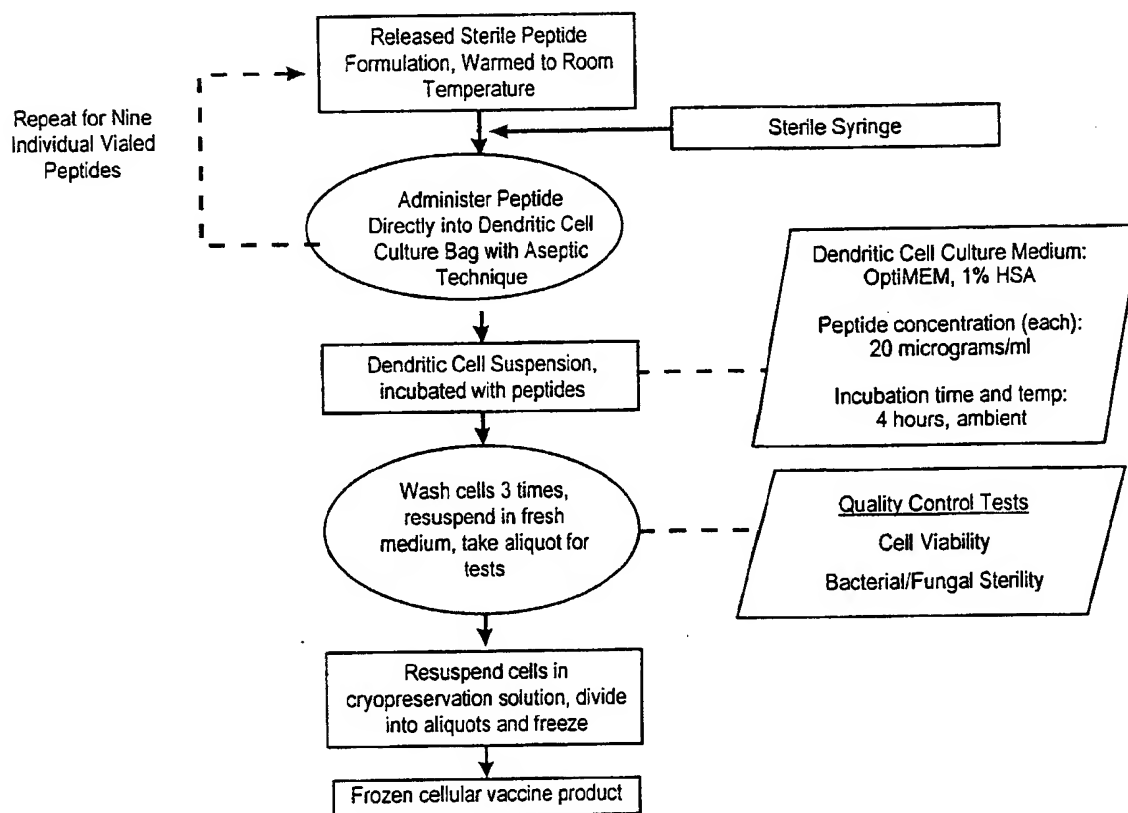 Released Sterile Peptide
Formulation, Warmed to Room
Temperature
Repeat for Nine
Individual Vialed
Peptides
Sterile Syringe
Administer Peptide
Directly into Dendritic Cell
Culture Bag with Aseptic
Technique
Dendritic Cell Culture Medium:
OptiMEM, 1% HSA
Peptide concentration (each):
20 micrograms/ml
Incubation time and temp:
4 hours, ambient
Dendritic Cell Suspension,
incubated with peptides
Wash cells 3 times,
resuspend in fresh
medium, take aliquot for
tests
Quality Control Tests
Cell Viability
Bacterial/Fungal Sterility
Resuspend cells in
cryopreservation solution, divide
into aliquots and freeze
Frozen cellular vaccine product